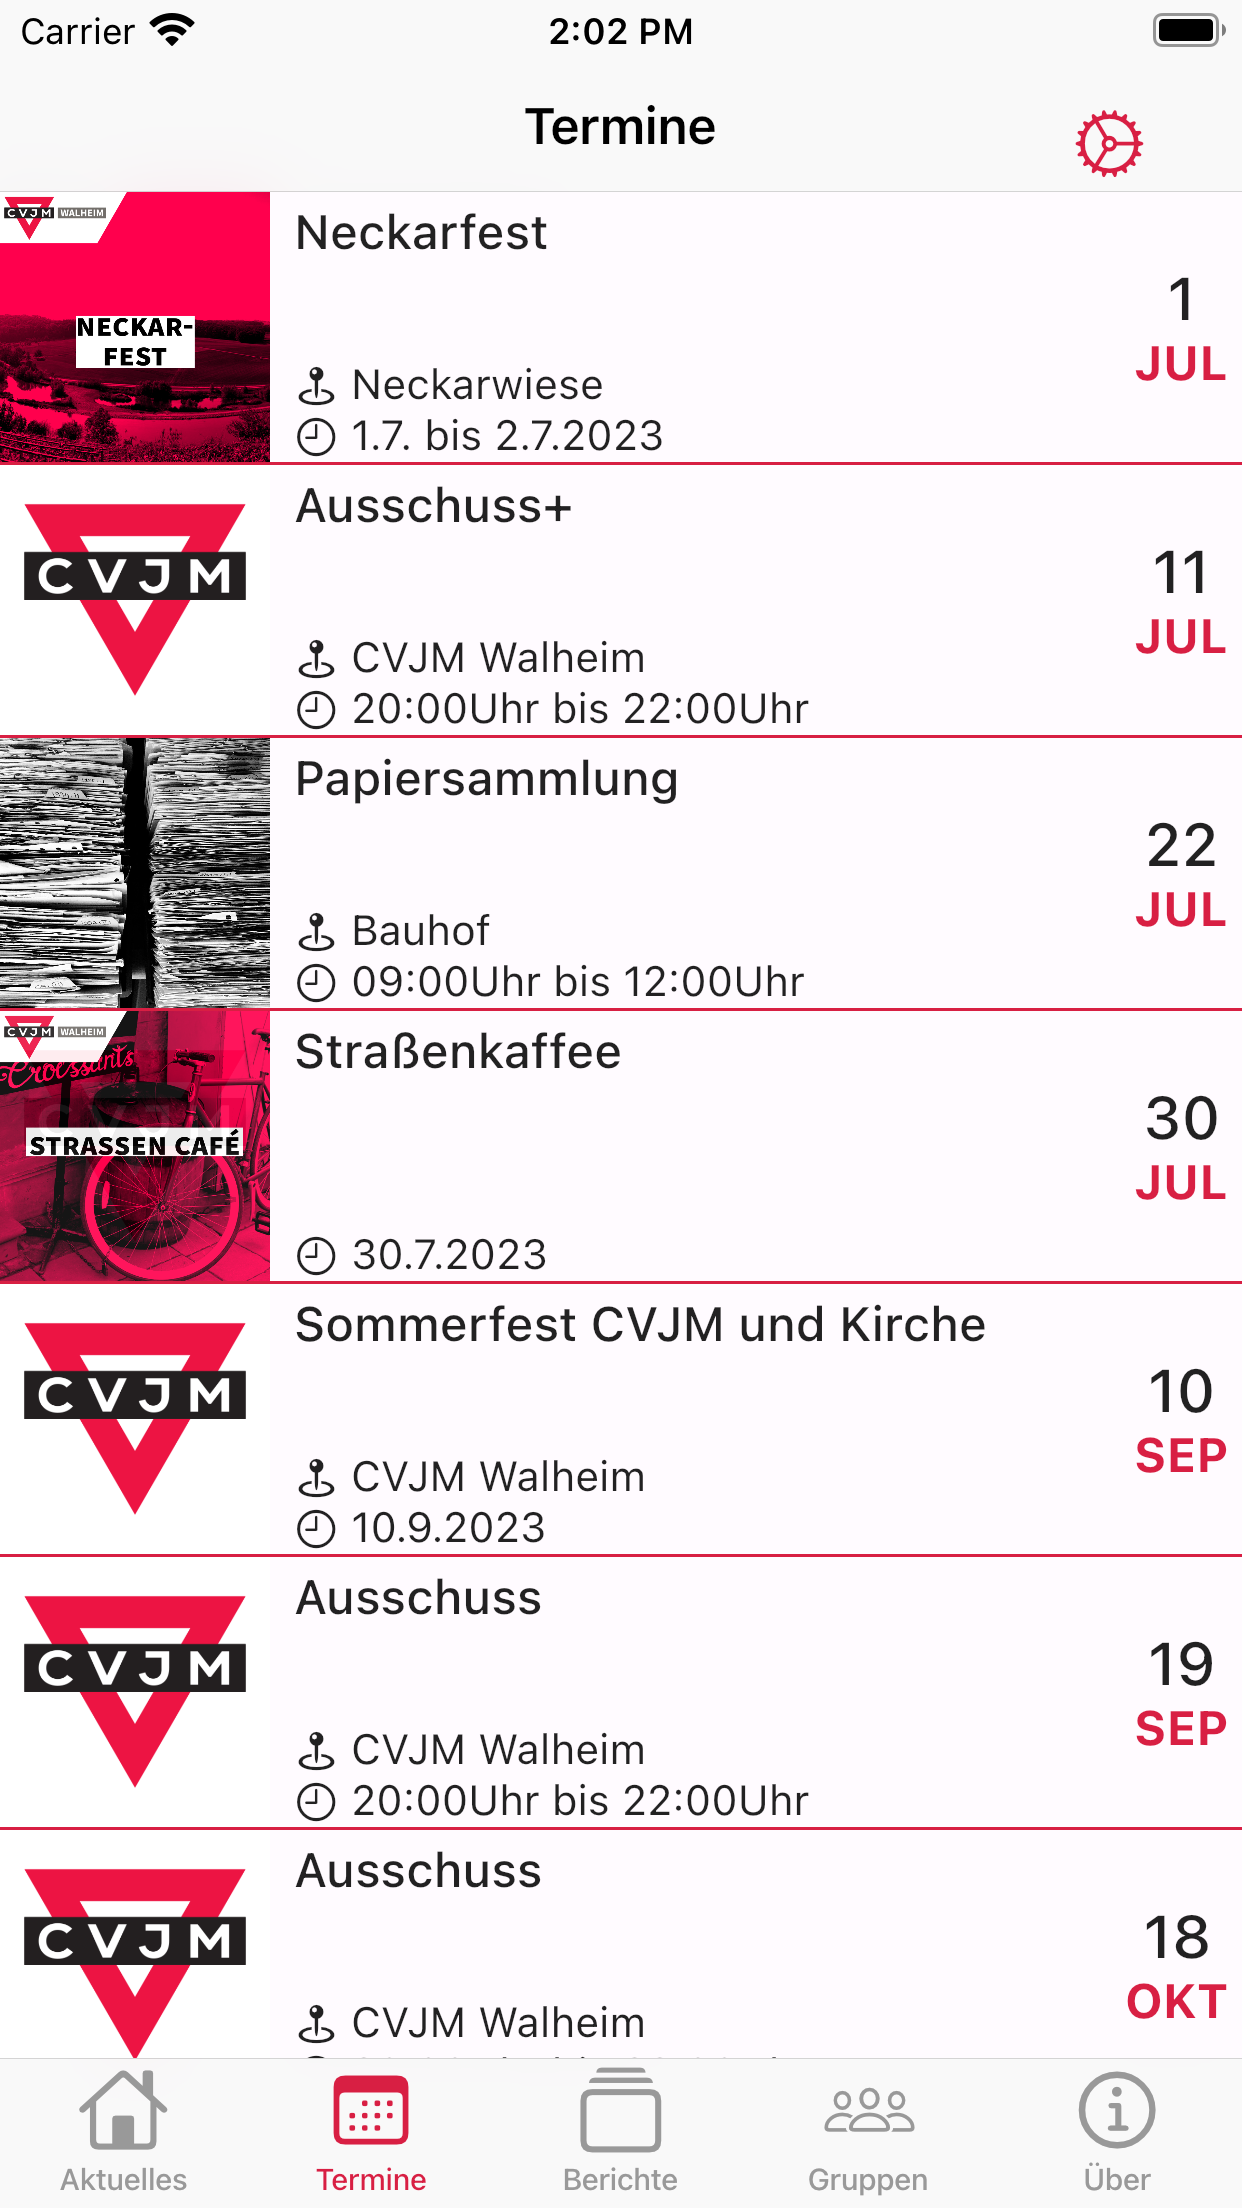 Carrier
2:02 PM
Termine
CVJM WALHEIM
NECKAR-
FEST
Neckarfest
Neckarwiese
1.7. bis 2.7.2023
1
JUL
CVJM
Ausschuss+
CVJM Walheim
20:00Uhr bis 22:00Uhr
11
JUL
Papiersammlung
Bauhof
09:00Uhr bis 12:00Uhr
22
JUL
CVJM WALHEIM
Croissants
STRASSEN CAFÉ
Straßenkaffee
30.7.2023
30
JUL
CVJM
Sommerfest CVJM und Kirche
CVJM Walheim
10.9.2023
10
SEP
CVJM
Ausschuss
CVJM Walheim
20:00Uhr bis 22:00Uhr
19
SEP
CVJM
Ausschuss
CVJM Walheim
18
OKT
Aktuelles
Termine
Berichte
Gruppen
Über